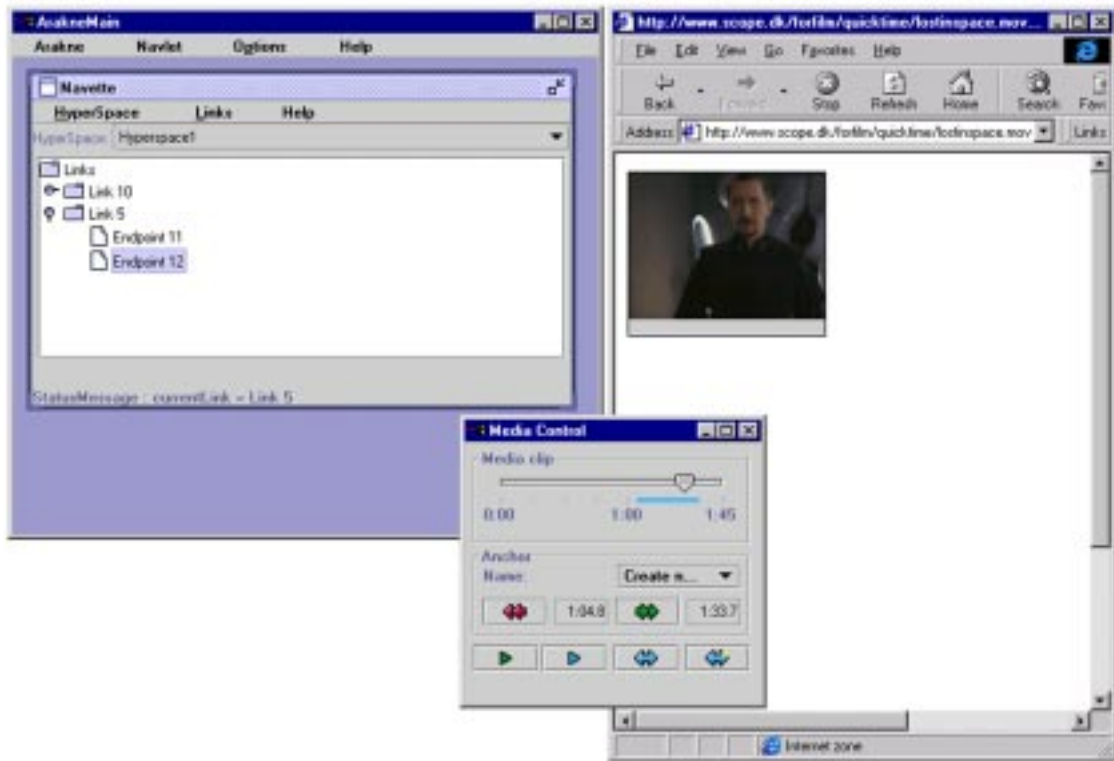 ArakneMain
Arakne Navlet Options Help
Navette
HyperSpace Links Help
HyperSpace: Hyperspace1
Links
Link 10
Link 5
Endpoint 11
Endpoint 12
StatusMessage : currentLink = Link 5
http://www.scope.dk/forfilm/quicktime/lostinspace.mov...
File Edit View Go Favorites Help
Back Forward Stop Refresh Home Search Favo
Address http://www.scope.dk/forfilm/quicktime/lostinspace.mov Links
Internet zone
Media Control
Media clip
0:00 1:00 1:45
Anchor
Name: Create n...
1:04.8 1:33.7